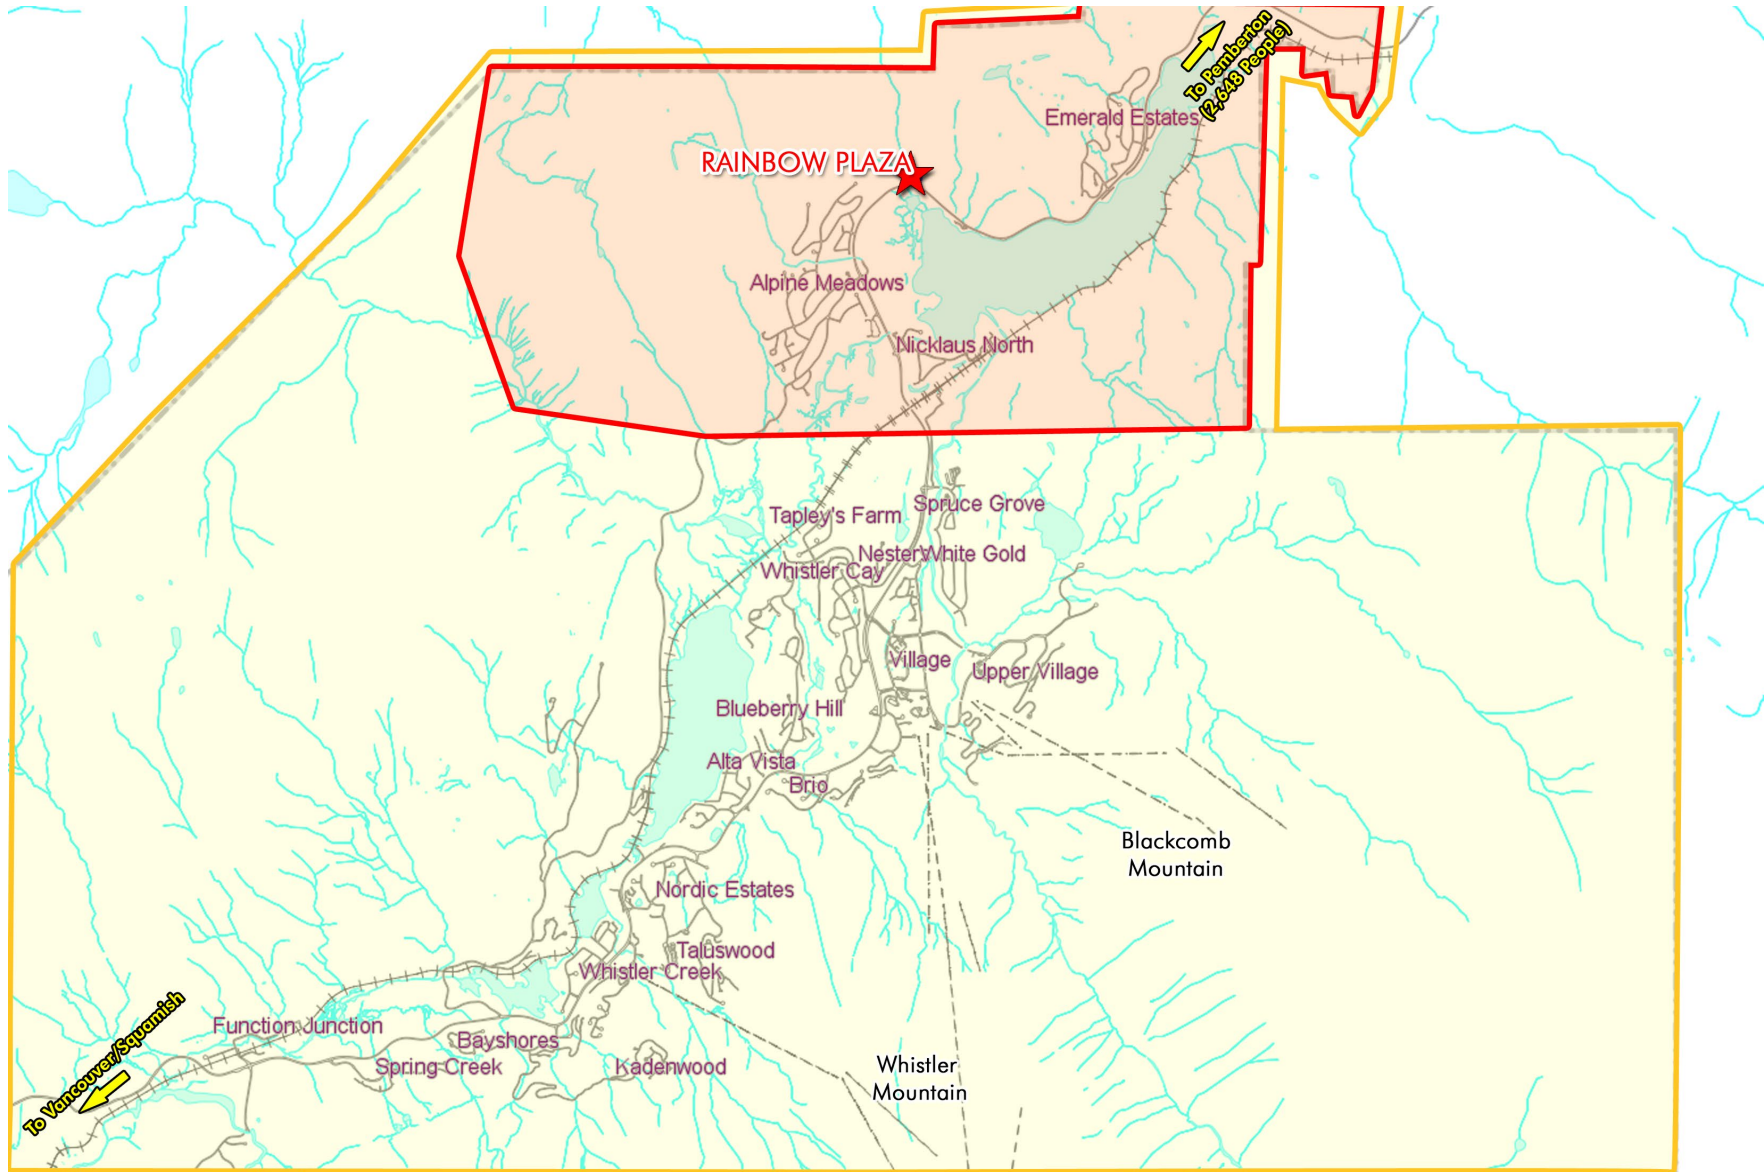 To Pemberton
(2,648 People)
Emerald Estates
RAINBOW PLAZA
Alpine Meadows
Nicklaus North
Spruce Grove
Tapley's Farm
Nester
White Gold
Whistler Cay
Village
Upper Village
Blueberry Hill
Alta Vista
Brio
Blackcomb
Mountain
Nordic Estates
Taluswood
Whistler Creek
Function Junction
Bayshores
Spring Creek
Kadenwood
Whistler
Mountain
To Vancouver/Squamish